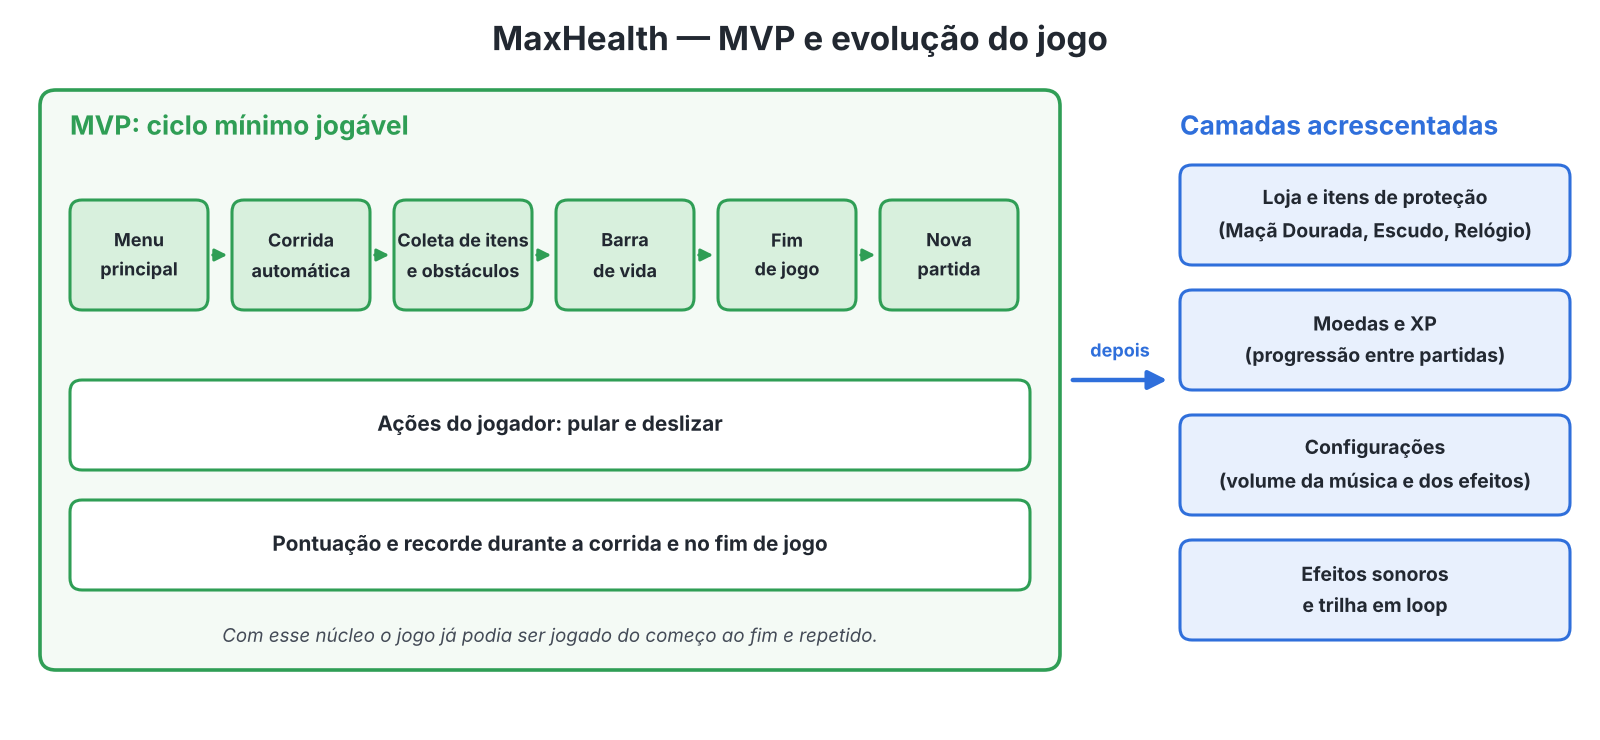 MaxHealth — MVP e evolução do jogo
MVP: ciclo mínimo jogável
Menu
principal
Corrida
automática
Coleta de itens
e obstáculos
Barra
de vida
Fim
de jogo
Nova
partida
Ações do jogador: pular e deslizar
Pontuação e recorde durante a corrida e no fim de jogo
Com esse núcleo o jogo já podia ser jogado do começo ao fim e repetido.
depois
Camadas acrescentadas
Loja e itens de proteção
(Maçã Dourada, Escudo, Relógio)
Moedas e XP
(progressão entre partidas)
Configurações
(volume da música e dos efeitos)
Efeitos sonoros
e trilha em loop